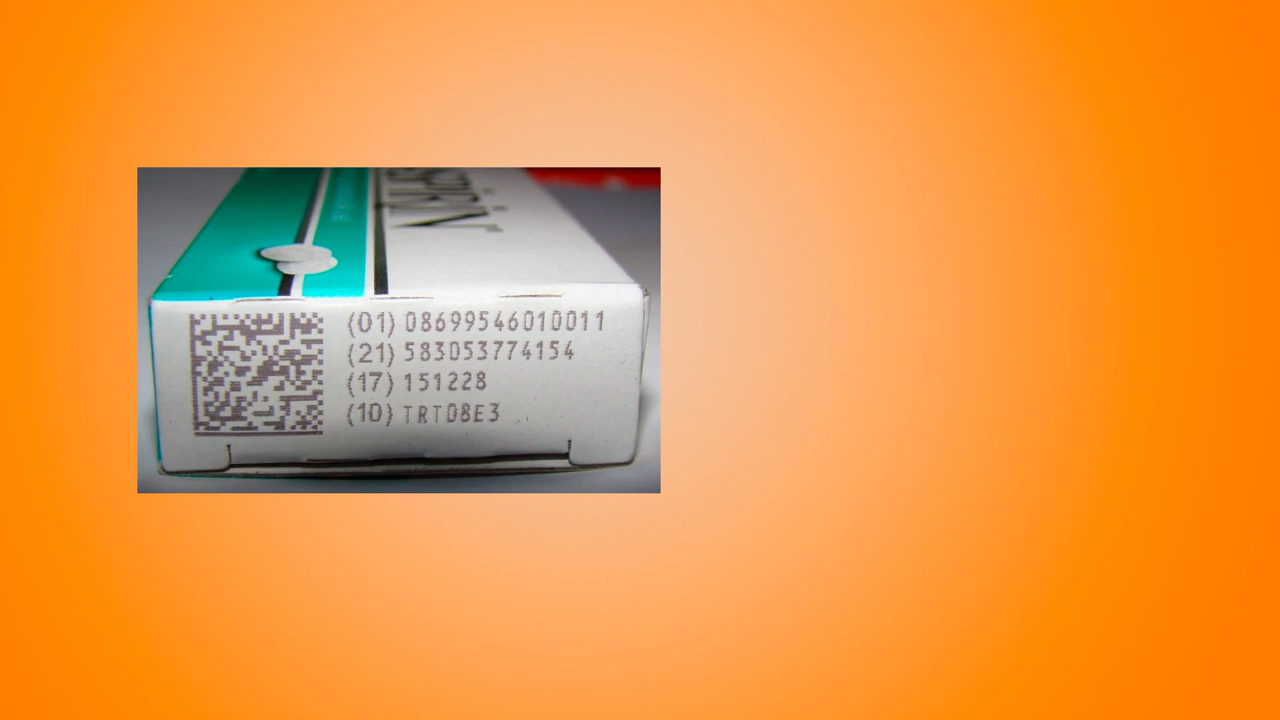 (01) 08699546010011
(21) 583053774154
(17) 151228
(10) TRT08E3